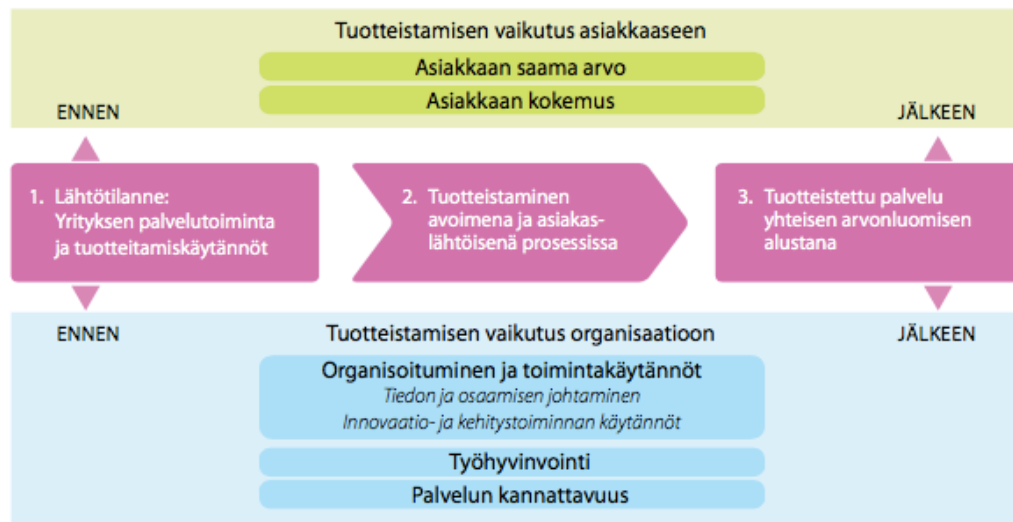 Tuotteistamisen vaikutus asiakkaaseen
Asiakkaan saama arvo
Asiakkaan kokemus
ENNEN
JÄLKEEN
1. Lähtötilanne:
Yrityksen palvelutoiminta
ja tuotteitamiskäytännöt
2. Tuotteistaminen
avoimena ja asiakas-
lähtöisenä prosessissa
3. Tuotteistettu palvelu
yhteisen arvonluomisen
alustana
ENNEN
Tuotteistamisen vaikutus organisaatioon
JÄLKEEN
Organisoituminen ja toimintakäytännöt
Tiedon ja osaamisen johtaminen
Innovaatio- ja kehitystoiminnan käytännöt
Työhyvinvointi
Palvelun kannattavuus